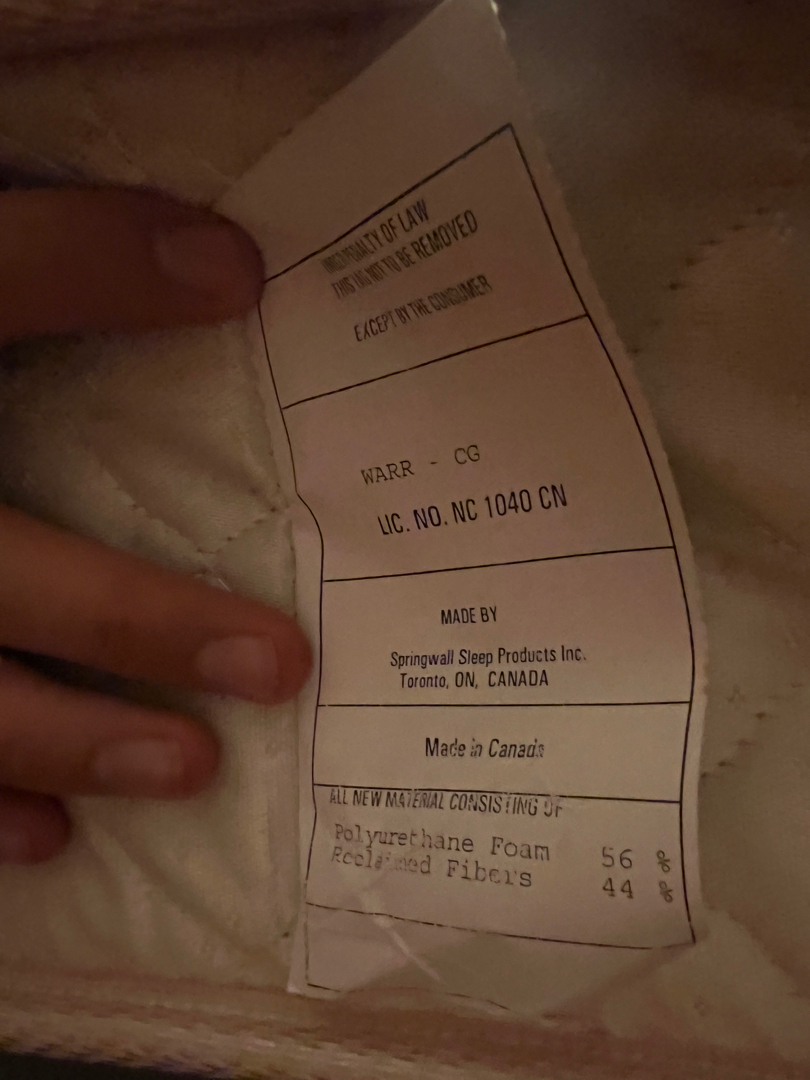 UNDER PENALTY OF LAW
THIS TAG NOT TO BE REMOVED
EXCEPT BY THE CONSUMER
WARR - CG
LIC. NO. NC 1040 CN
MADE BY
Springwall Sleep Products Inc.
Toronto, ON, CANADA
Made in Canada
ALL NEW MATERIAL CONSISTING OF
Polyurethane Foam 56 %
Reclaimed Fibers 44 %